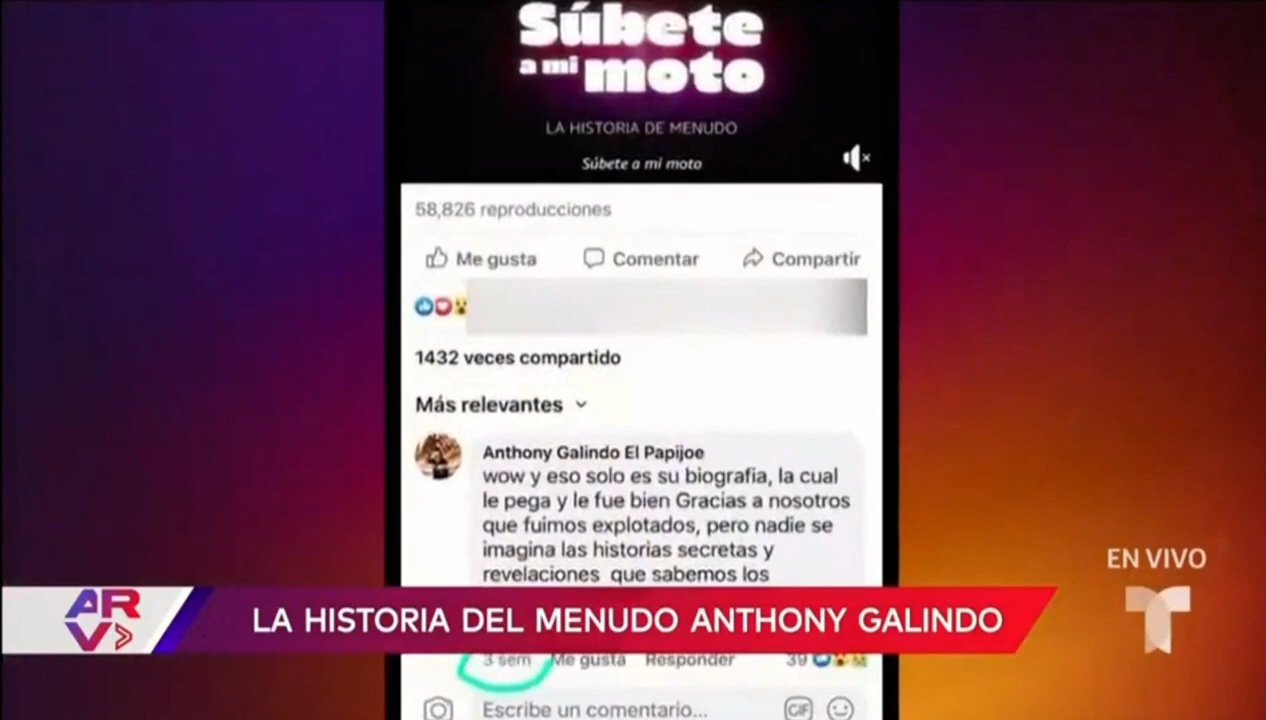 Súbete
a mi moto
LA HISTORIA DE MENUDO
Súbete a mi moto
58,826 reproducciones
Me gusta Comentar Compartir
1432 veces compartido
Más relevantes
Anthony Galindo El Papijoe
wow y eso solo es su biografia, la cual
le pega y le fue bien Gracias a nosotros
que fuimos explotados, pero nadie se
imagina las historias secretas y
revelaciones que sabemos los
EN VIVO
ARV
LA HISTORIA DEL MENUDO ANTHONY GALINDO
3 sem Me gusta Responder 39
Escribe un comentario... GIF